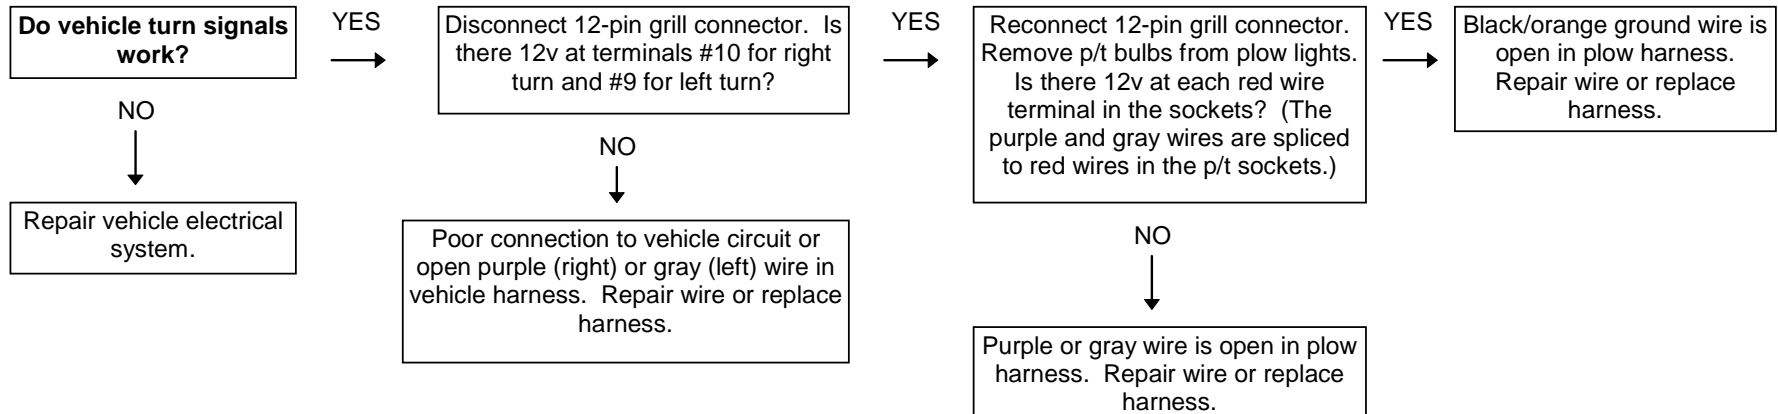 Do vehicle turn signals
work?
YES
Disconnect 12-pin grill connector.  Is
there 12v at terminals #10 for right
turn and #9 for left turn?
YES
Reconnect 12-pin grill connector.
Remove p/t bulbs from plow lights.
Is there 12v at each red wire
terminal in the sockets?  (The
purple and gray wires are spliced
to red wires in the p/t sockets.)
YES
Black/orange ground wire is
open in plow harness.
Repair wire or replace
harness.
NO
Repair vehicle electrical
system.
NO
Poor connection to vehicle circuit or
open purple (right) or gray (left) wire in
vehicle harness.  Repair wire or replace
harness.
NO
Purple or gray wire is open in plow
harness.  Repair wire or replace
harness.